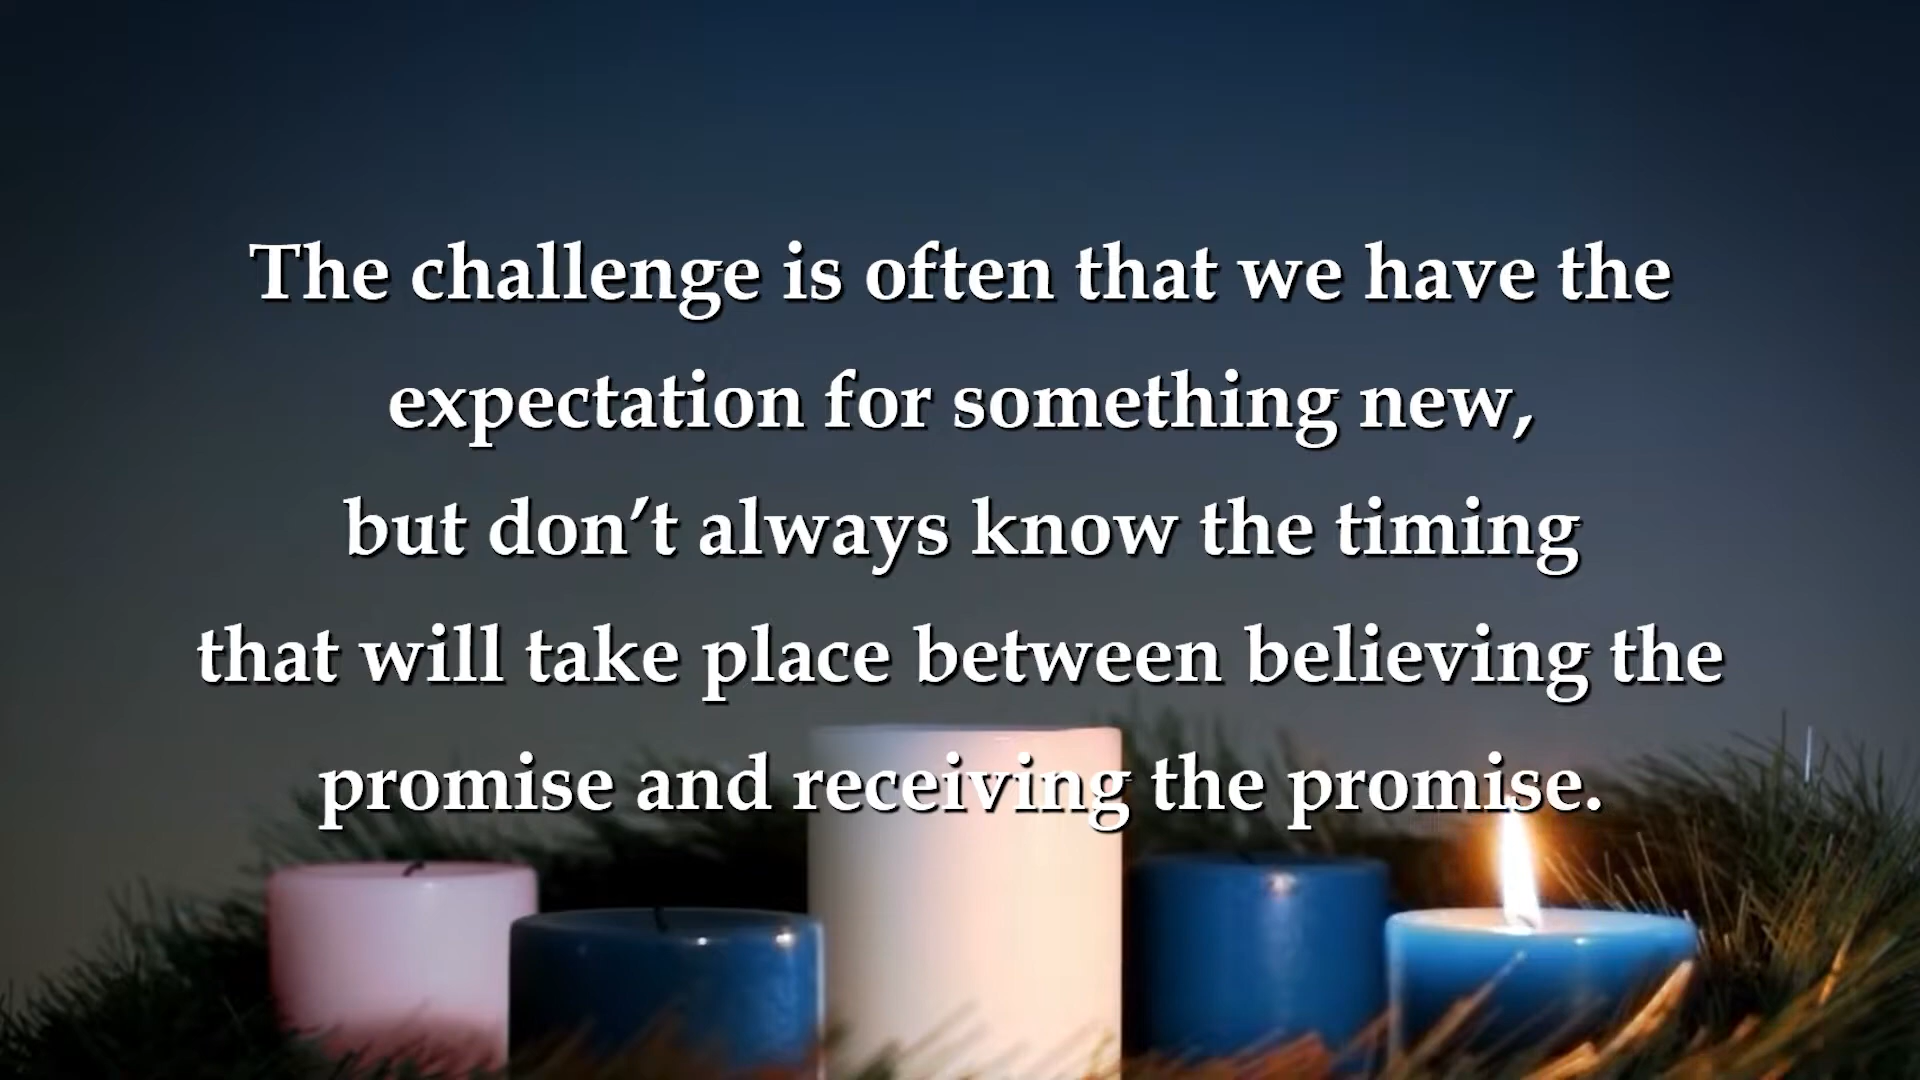 The challenge is often that we have the
expectation for something new,
but don’t always know the timing
that will take place between believing the
promise and receiving the promise.